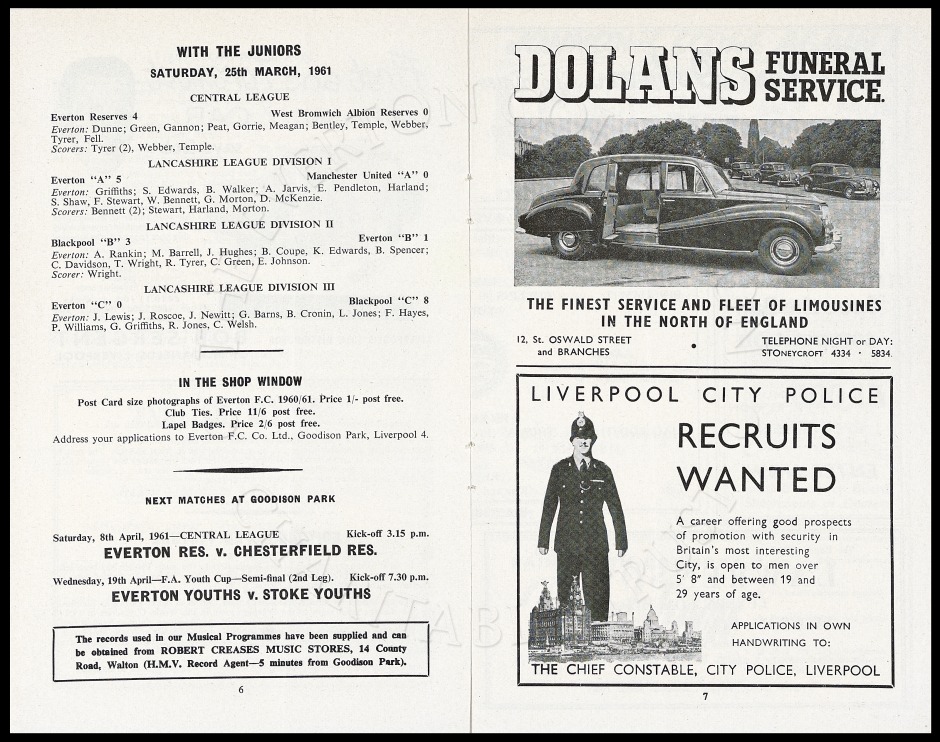 WITH THE JUNIORS
SATURDAY, 25th MARCH, 1961
CENTRAL LEAGUE
Everton Reserves 4 West Bromwich Albion Reserves 0
Everton: Dunne; Green, Gannon; Peat, Gorrie, Meagan; Bentley, Temple, Webber,
Tyrer, Fell.
Scorers: Tyrer (2), Webber, Temple.
LANCASHIRE LEAGUE DIVISION I
Everton "A" 5 Manchester United "A" 0
Everton: Griffiths; S. Edwards, B. Walker; A. Jarvis, E. Pendleton, Harland;
S. Shaw, F. Stewart, W. Bennett, G. Morton, D. McKenzie.
Scorers: Bennett (2); Stewart, Harland, Morton.
LANCASHIRE LEAGUE DIVISION II
Blackpool "B" 3 Everton "B" 1
Everton: A. Rankin; M. Barrell, J. Hughes; B. Coupe, K. Edwards, B. Spencer;
C. Davidson, T. Wright, R. Tyrer, C. Green, E. Johnson.
Scorer: Wright.
LANCASHIRE LEAGUE DIVISION III
Everton "C" 0 Blackpool "C" 8
Everton: J. Lewis; J. Roscoe, J. Newitt; G. Barns, B. Cronin, L. Jones; F. Hayes,
P. Williams, G. Griffiths, R. Jones, C. Welsh.
IN THE SHOP WINDOW
Post Card size photographs of Everton F.C. 1960/61. Price 1/- post free.
Club Ties. Price 11/6 post free.
Lapel Badges. Price 2/6 post free.
Address your applications to Everton F.C. Co. Ltd., Goodison Park, Liverpool 4.
NEXT MATCHES AT GOODISON PARK
Saturday, 8th April, 1961—CENTRAL LEAGUE Kick-off 3.15 p.m.
EVERTON RES. v. CHESTERFIELD RES.
Wednesday, 19th April—F.A. Youth Cup—Semi-final (2nd Leg). Kick-off 7.30 p.m.
EVERTON YOUTHS v. STOKE YOUTHS
The records used in our Musical Programmes have been supplied and can
be obtained from ROBERT CREASES MUSIC STORES, 14 County
Road, Walton (H.M.V. Record Agent—5 minutes from Goodison Park).
6
DOLANS FUNERAL
SERVICE.
THE FINEST SERVICE AND FLEET OF LIMOUSINES
IN THE NORTH OF ENGLAND
12, St. OSWALD STREET
and BRANCHES
•
TELEPHONE NIGHT or DAY:
STONEYCROFT 4334 · 5834.
LIVERPOOL CITY POLICE
RECRUITS
WANTED
A career offering good prospects
of promotion with security in
Britain's most interesting
City, is open to men over
5' 8" and between 19 and
29 years of age.
APPLICATIONS IN OWN
HANDWRITING TO:
THE CHIEF CONSTABLE, CITY POLICE, LIVERPOOL
7